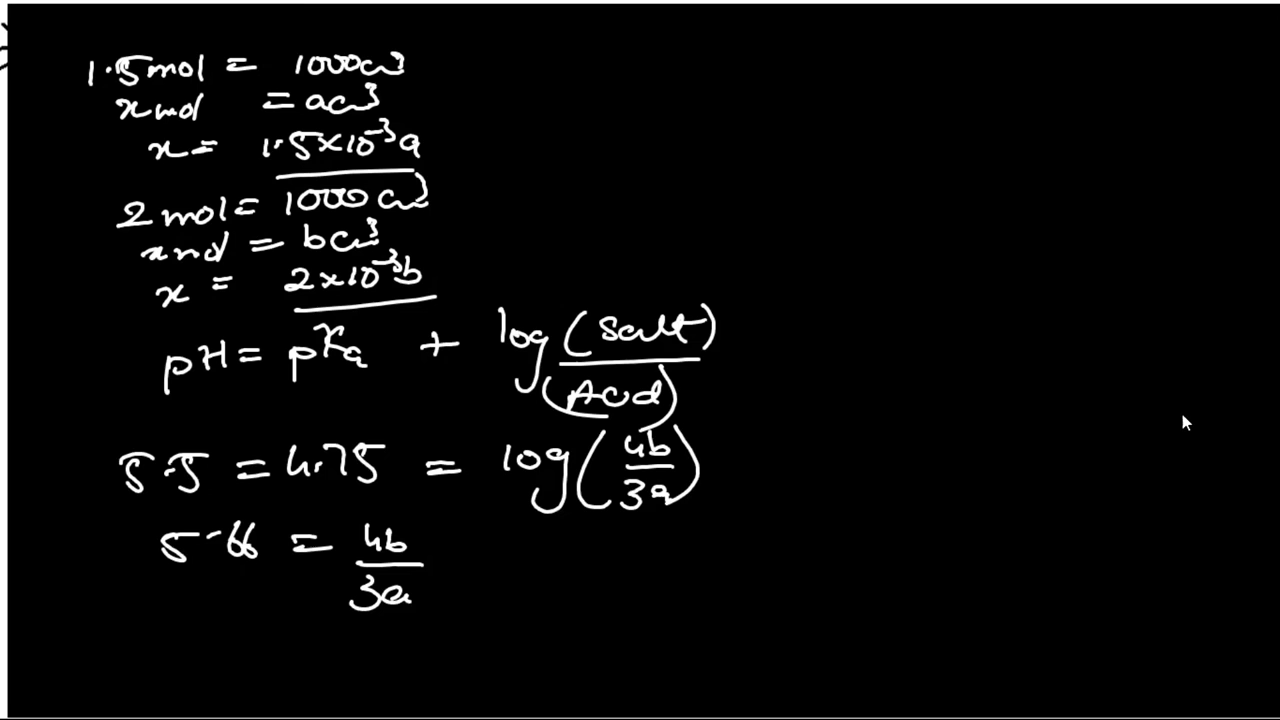 1.5mol = 1000cm³
xmol = acm³
x = 1.5×10⁻³a
2mol = 1000cm³
xmol = bcm³
x = 2×10⁻³b
pH = pKa + log (Salt)
(Acid)
5.5 = 4.75 = log (4b/3a)
5.66 = 4b/3a